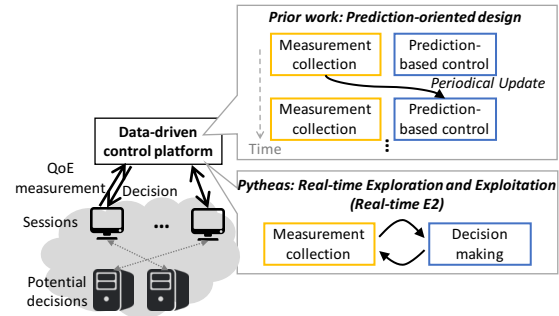 Prior work: Prediction-oriented design
Measurement
collection
Prediction-
based control
Periodical Update
Measurement
collection
Prediction-
based control
Time
Data-driven
control platform
QoE
measurement
Decision
Sessions
...
Potential
decisions
Pytheas: Real-time Exploration and Exploitation
(Real-time E2)
Measurement
collection
Decision
making